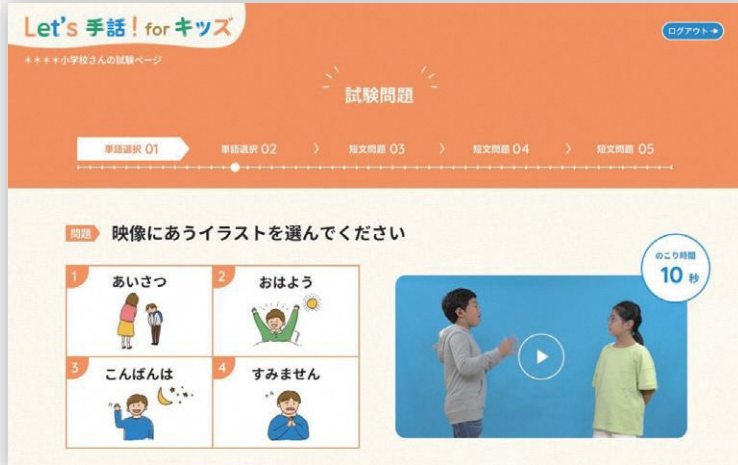 Let's 手話！for キッズ
ログアウト
＊＊＊＊小学校さんの試験ページ
試験問題
単語選択 01
単語選択 02
短文問題 03
短文問題 04
短文問題 05
問題 映像にあうイラストを選んでください
のこり時間
10 秒
1 あいさつ
2 おはよう
3 こんばんは
4 すみません